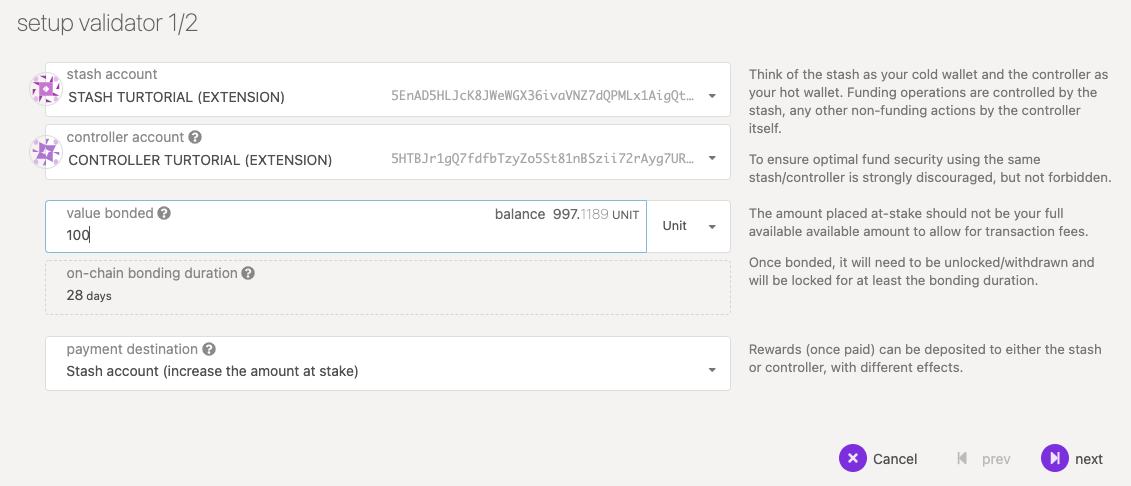 setup validator 1/2
stash account
STASH TURTORIAL (EXTENSION) 5EnAD5HLJcK8JWeWGX36ivaVNZ7dQPMLx1AigQt…
Think of the stash as your cold wallet and the controller as
your hot wallet. Funding operations are controlled by the
stash, any other non-funding actions by the controller
itself.
controller account
CONTROLLER TURTORIAL (EXTENSION) 5HTBJr1gQ7fdfbTzyZo5St81nBSzii72rAyg7UR…
To ensure optimal fund security using the same
stash/controller is strongly discouraged, but not forbidden.
value bonded balance 997.1189 UNIT
100
Unit
The amount placed at-stake should not be your full
available available amount to allow for transaction fees.
on-chain bonding duration
28 days
Once bonded, it will need to be unlocked/withdrawn and
will be locked for at least the bonding duration.
payment destination
Stash account (increase the amount at stake)
Rewards (once paid) can be deposited to either the stash
or controller, with different effects.
Cancel prev next